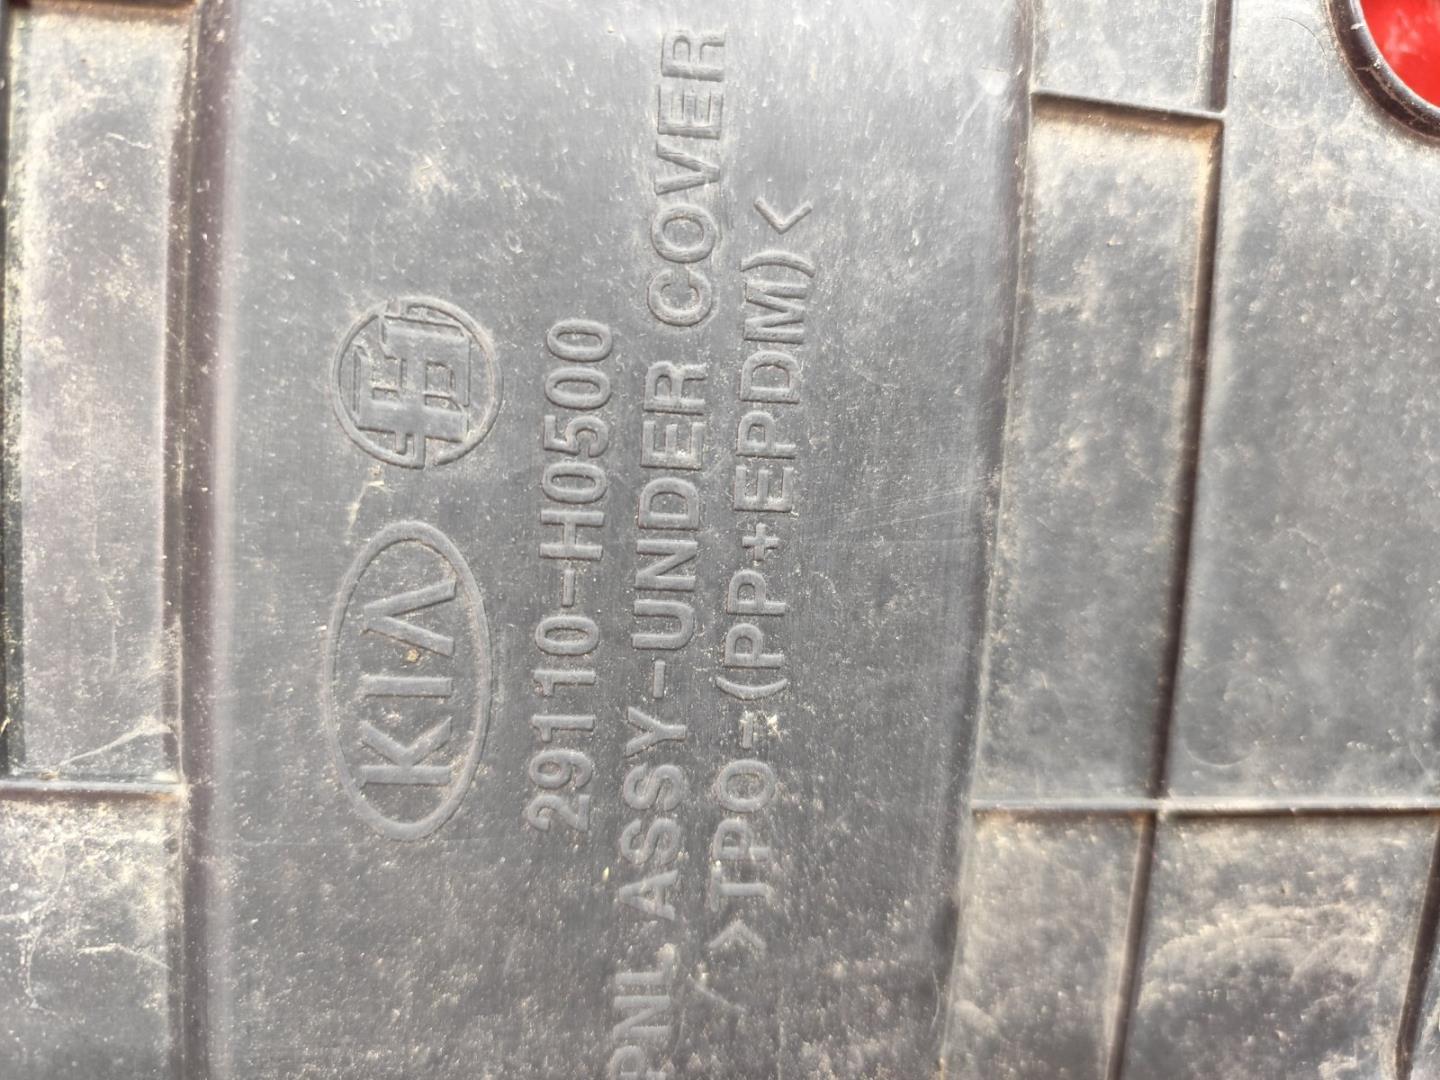 KIA
29110-H0500
PNL ASSY-UNDER COVER
>TPO-(PP+EPDM)<